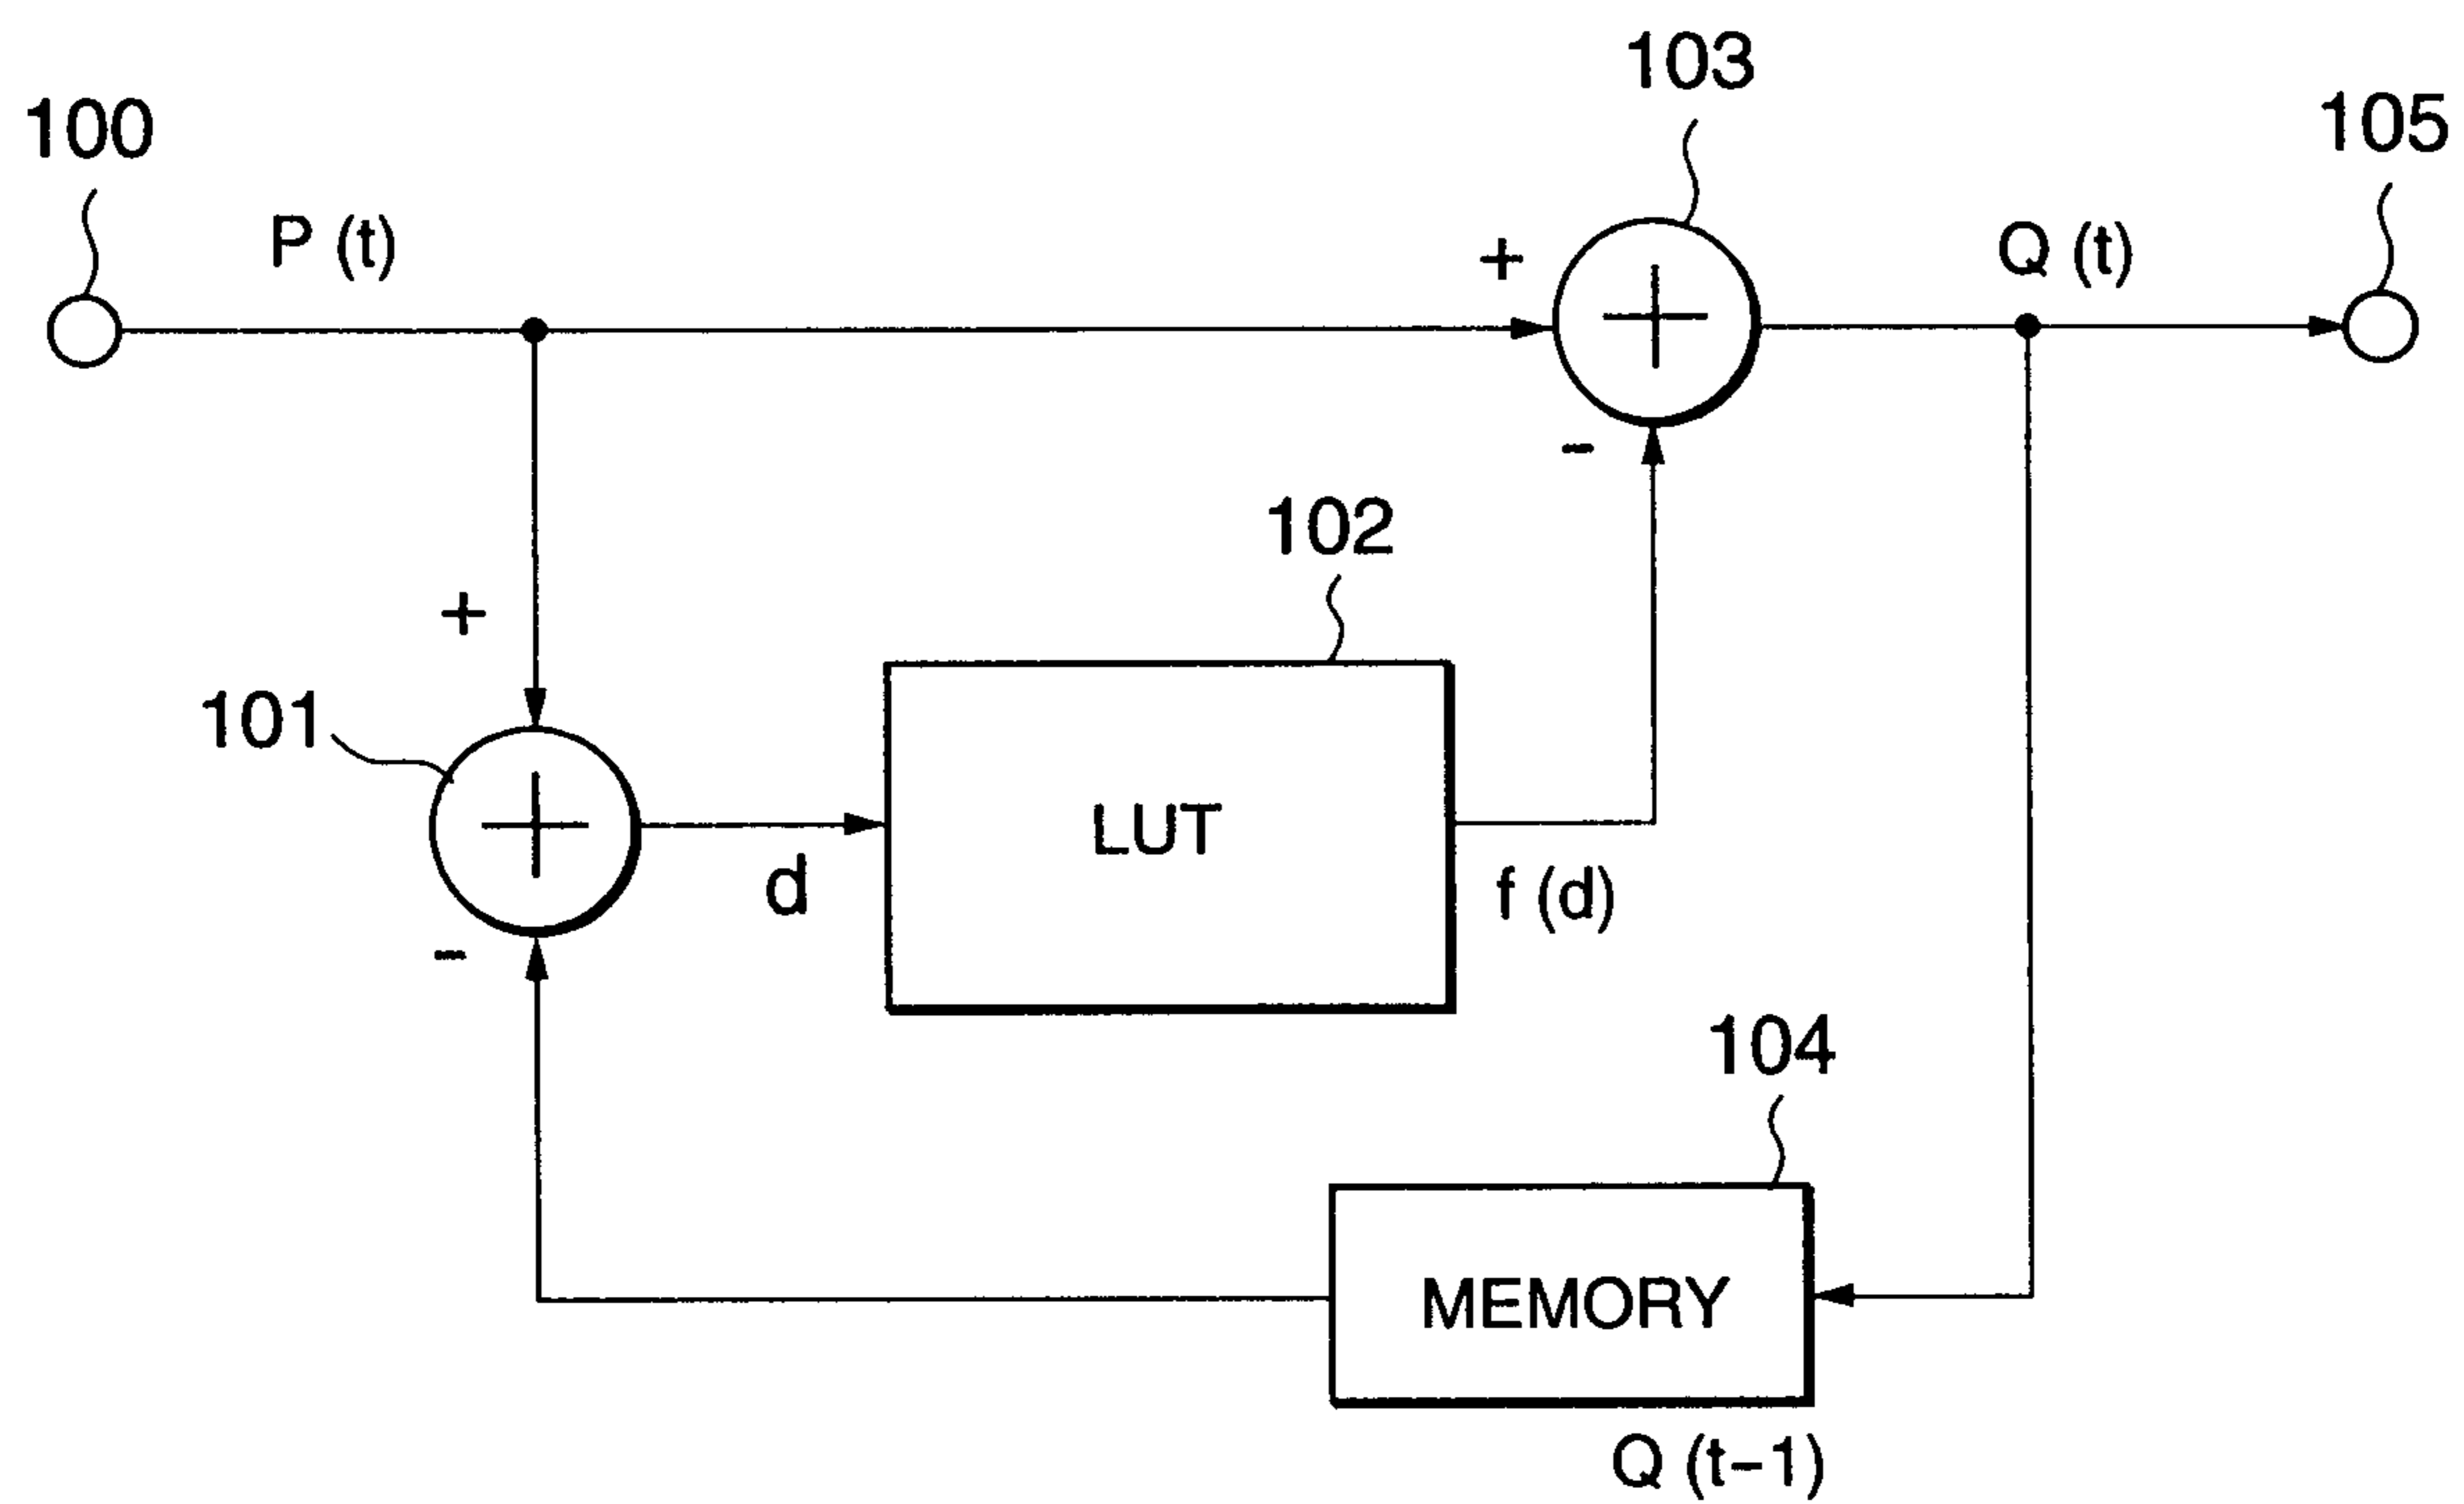 103
100
105
P (t)
+
Q (t)
-
102
+
101
LUT
d
f (d)
-
104
MEMORY
Q (t-1)